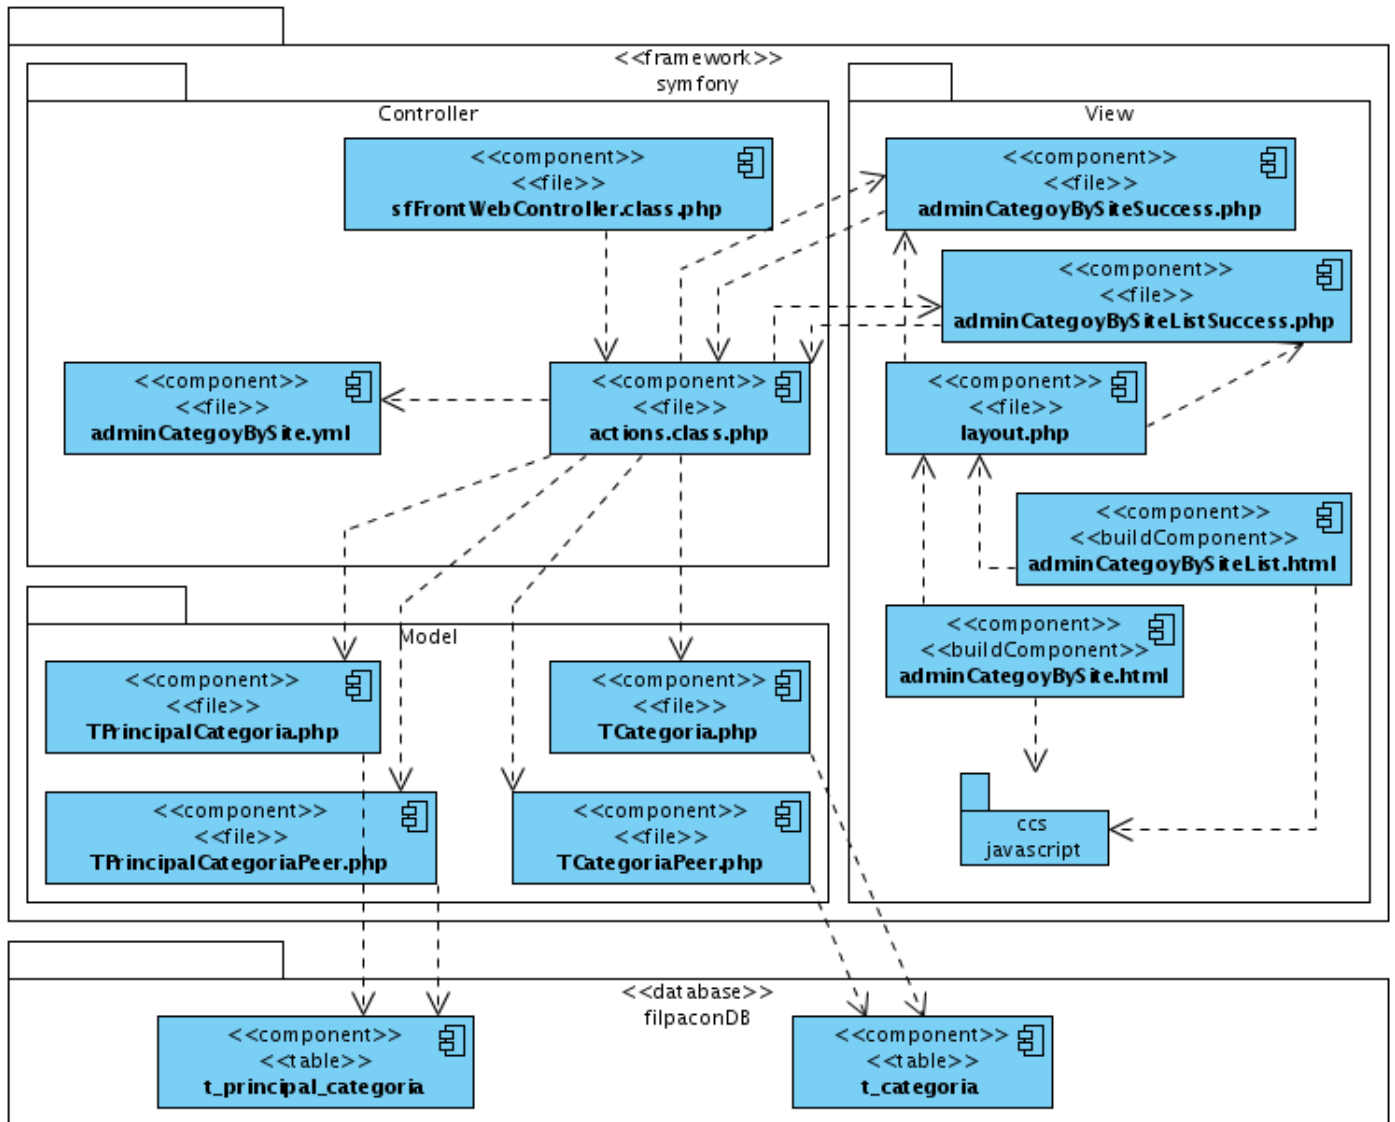 <<framework>>
symfony
Controller
<<component>>
<<file>>
sfFrontWebController.class.php
<<component>>
<<file>>
adminCategoyBySite.yml
<<component>>
<<file>>
actions.class.php
View
<<component>>
<<file>>
adminCategoyBySiteSuccess.php
<<component>>
<<file>>
adminCategoyBySiteListSuccess.php
<<component>>
<<file>>
layout.php
<<component>>
<<buildComponent>>
adminCategoyBySiteList.html
<<component>>
<<buildComponent>>
adminCategoyBySite.html
ccs
javascript
Model
<<component>>
<<file>>
TPrincipalCategoria.php
<<component>>
<<file>>
TCategoria.php
<<component>>
<<file>>
TPrincipalCategoriaPeer.php
<<component>>
<<file>>
TCategoriaPeer.php
<<database>>
filpaconDB
<<component>>
<<table>>
t_principal_categoria
<<component>>
<<table>>
t_categoria